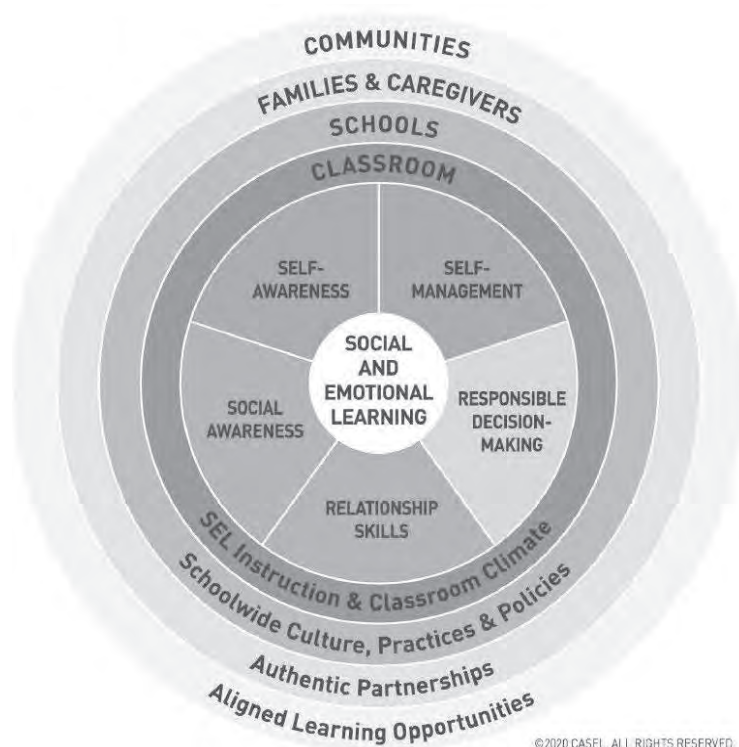 COMMUNITIES
FAMILIES & CAREGIVERS
SCHOOLS
CLASSROOM
SELF-
AWARENESS
SELF-
MANAGEMENT
SOCIAL
AND
EMOTIONAL
LEARNING
SOCIAL
AWARENESS
RESPONSIBLE
DECISION-
MAKING
RELATIONSHIP
SKILLS
SEL Instruction & Classroom Climate
Schoolwide Culture, Practices & Policies
Authentic Partnerships
Aligned Learning Opportunities
©2020 CASEL. ALL RIGHTS RESERVED.